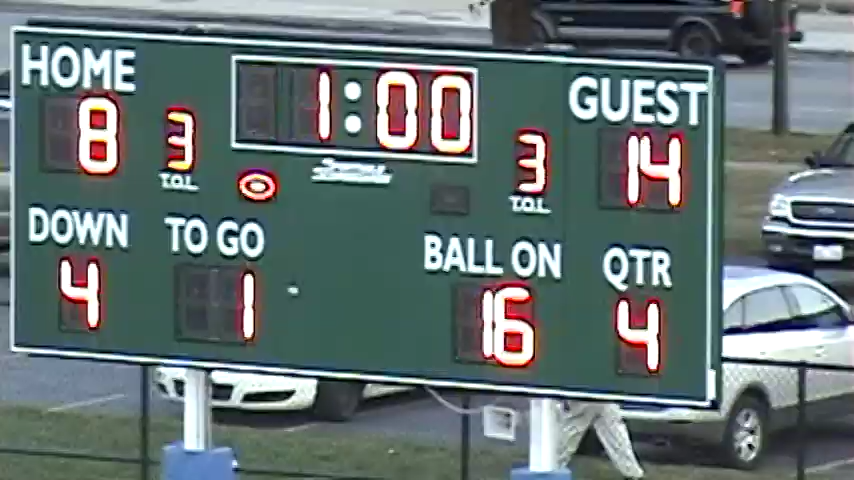 HOME 1:00 GUEST
8 3 3 14
T.O.L. T.O.L.
DOWN TO GO BALL ON QTR
4 1 16 4